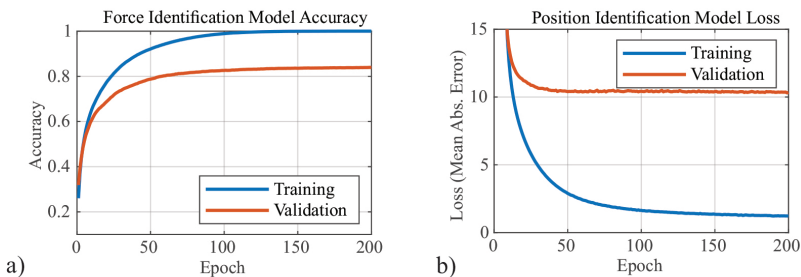 Force Identification Model Accuracy
1
0.8
0.6
0.4
0.2
Accuracy
Training
Validation
0 50 100 150 200
Epoch
a)
Position Identification Model Loss
15
10
5
0
Loss (Mean Abs. Error)
Training
Validation
0 50 100 150 200
Epoch
b)